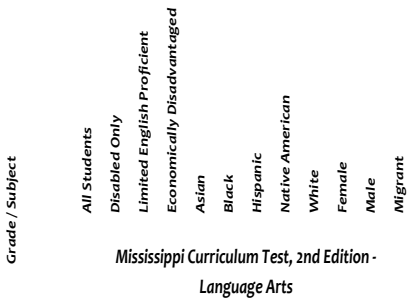 Grade / Subject
All Students
Disabled Only
Limited English Proficient
Economically Disadvantaged
Asian
Black
Hispanic
Native American
White
Female
Male
Migrant
Mississippi Curriculum Test, 2nd Edition -
Language Arts